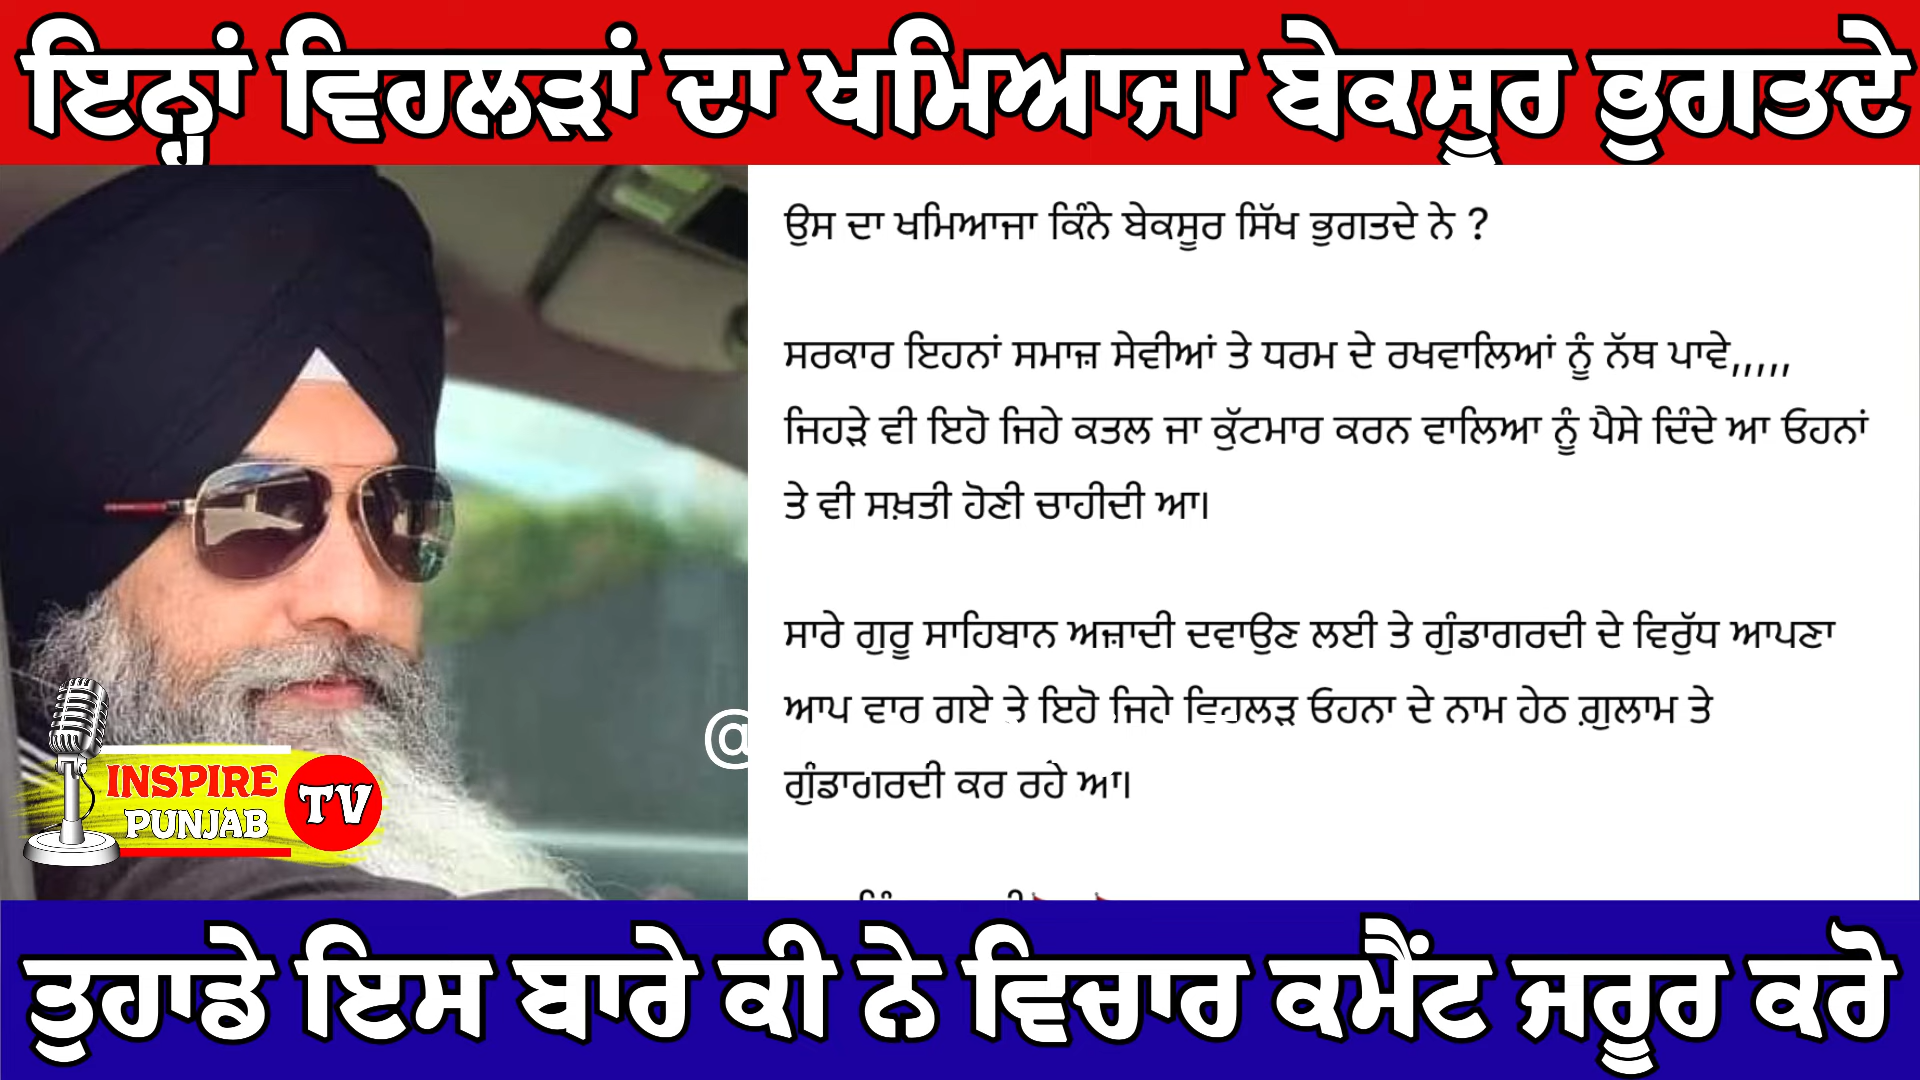 ਇਨ੍ਹਾਂ ਵਿਹਲੜਾਂ ਦਾ ਖਮਿਆਜਾ ਬੇਕਸੂਰ ਭੁਗਤਦੇ
ਉਸ ਦਾ ਖਮਿਆਜਾ ਕਿੰਨੇ ਬੇਕਸੂਰ ਸਿੱਖ ਭੁਗਤਦੇ ਨੇ ?
ਸਰਕਾਰ ਇਹਨਾਂ ਸਮਾਜ਼ ਸੇਵੀਆਂ ਤੇ ਧਰਮ ਦੇ ਰਖਵਾਲਿਆਂ ਨੂੰ ਨੱਥ ਪਾਵੇ,,,,,
ਜਿਹੜੇ ਵੀ ਇਹੋ ਜਿਹੇ ਕਤਲ ਜਾ ਕੁੱਟਮਾਰ ਕਰਨ ਵਾਲਿਆ ਨੂੰ ਪੈਸੇ ਦਿੰਦੇ ਆ ਓਹਨਾਂ
ਤੇ ਵੀ ਸਖ਼ਤੀ ਹੋਣੀ ਚਾਹੀਦੀ ਆ।
ਸਾਰੇ ਗੁਰੂ ਸਾਹਿਬਾਨ ਅਜ਼ਾਦੀ ਦਵਾਉਣ ਲਈ ਤੇ ਗੁੰਡਾਗਰਦੀ ਦੇ ਵਿਰੁੱਧ ਆਪਣਾ
ਆਪ ਵਾਰ ਗਏ ਤੇ ਇਹੋ ਜਿਹੇ ਵਿਹਲੜ ਓਹਨਾ ਦੇ ਨਾਮ ਹੇਠ ਗ਼ੁਲਾਮ ਤੇ
ਗੁੰਡਾਗਰਦੀ ਕਰ ਰਹੇ ਆ।
@
INSPIRE
PUNJAB
TV
ਤੁਹਾਡੇ ਇਸ ਬਾਰੇ ਕੀ ਨੇ ਵਿਚਾਰ ਕਮੈਂਟ ਜਰੂਰ ਕਰੋ